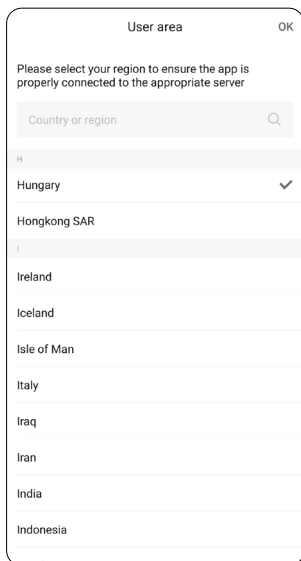 User area
OK
Please select your region to ensure the app is
properly connected to the appropriate server
Country or region
H
Hungary
Hongkong SAR
I
Ireland
Iceland
Isle of Man
Italy
Iraq
Iran
India
Indonesia